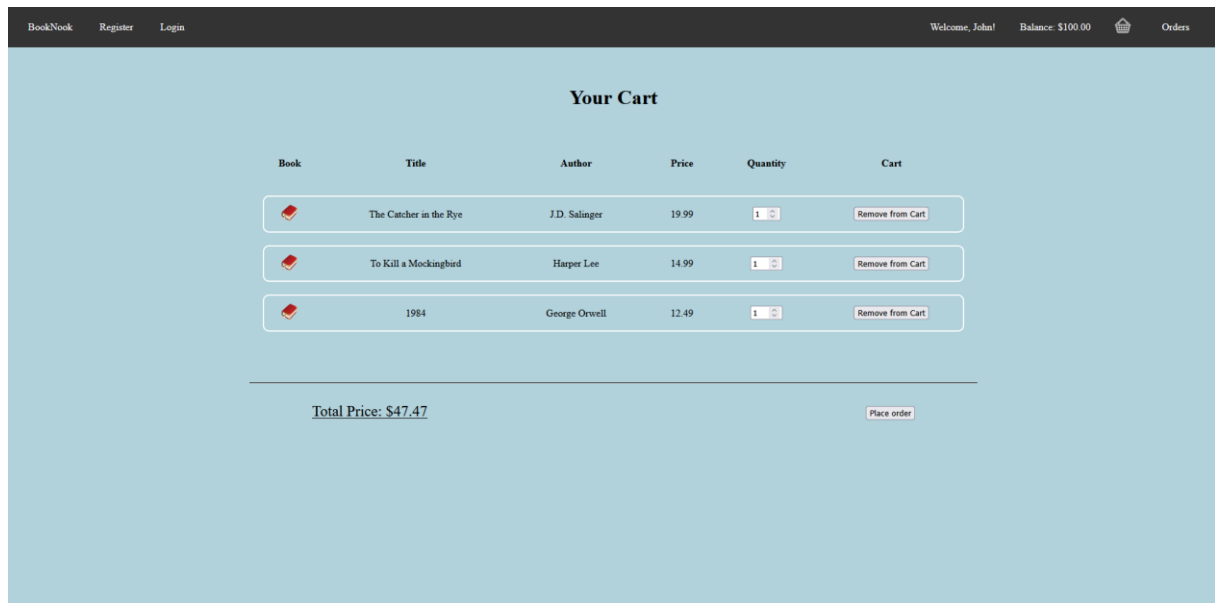 BookNook Register Login Welcome, John! Balance: $100.00 Orders
Your Cart
Book Title Author Price Quantity Cart
The Catcher in the Rye J.D. Salinger 19.99 1 Remove from Cart
To Kill a Mockingbird Harper Lee 14.99 1 Remove from Cart
1984 George Orwell 12.49 1 Remove from Cart
Total Price: $47.47 Place order